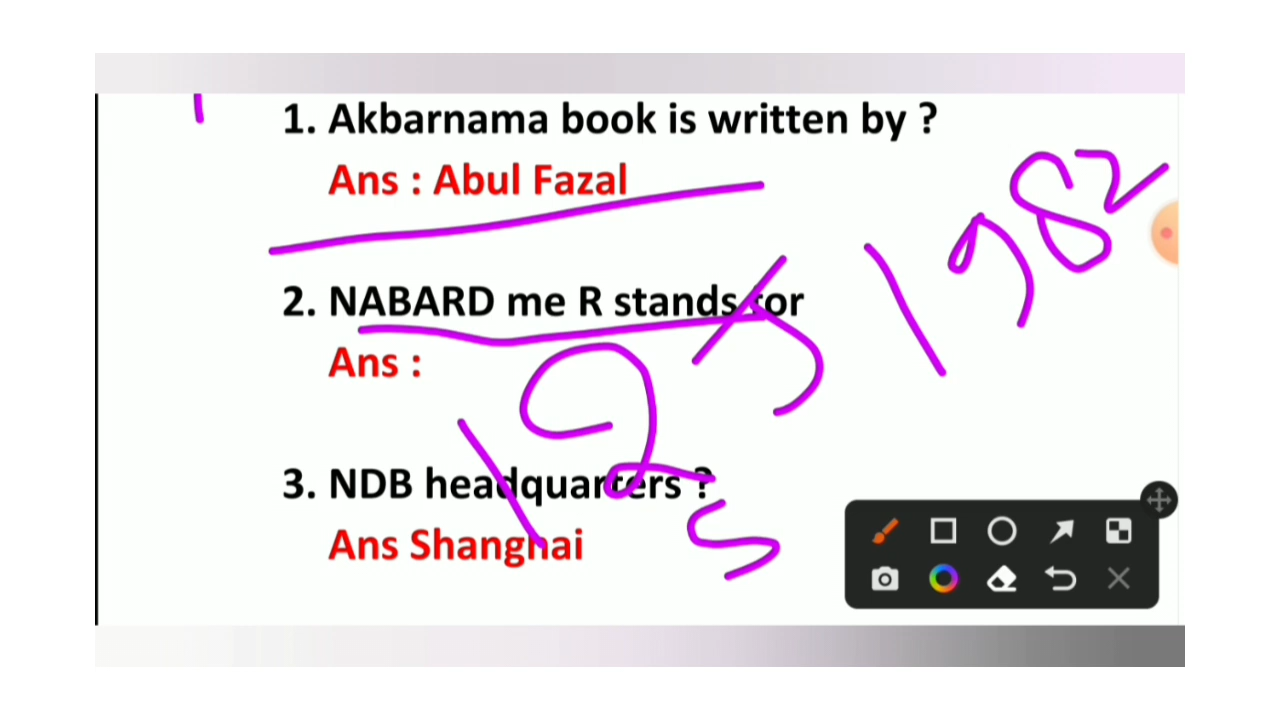 1. Akbarnama book is written by ?
Ans : Abul Fazal
1982
2. NABARD me R stands for
Ans :
3. NDB headquarters ?
Ans Shanghai